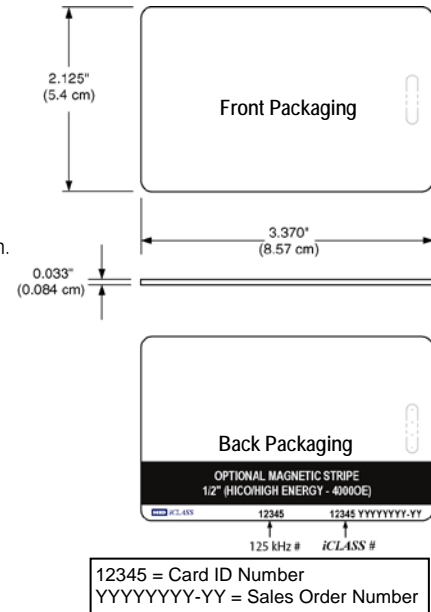 2.125"
(5.4 cm)
Front Packaging
3.370"
(8.57 cm)
n.
0.033"
(0.084 cm)
Back Packaging
OPTIONAL MAGNETIC STRIPE
1/2" (HICO/HIGH ENERGY - 4000OE)
HID iCLASS 12345 12345 YYYYYYYY-YY
125 kHz # iCLASS #
12345 = Card ID Number
YYYYYYYY-YY = Sales Order Number